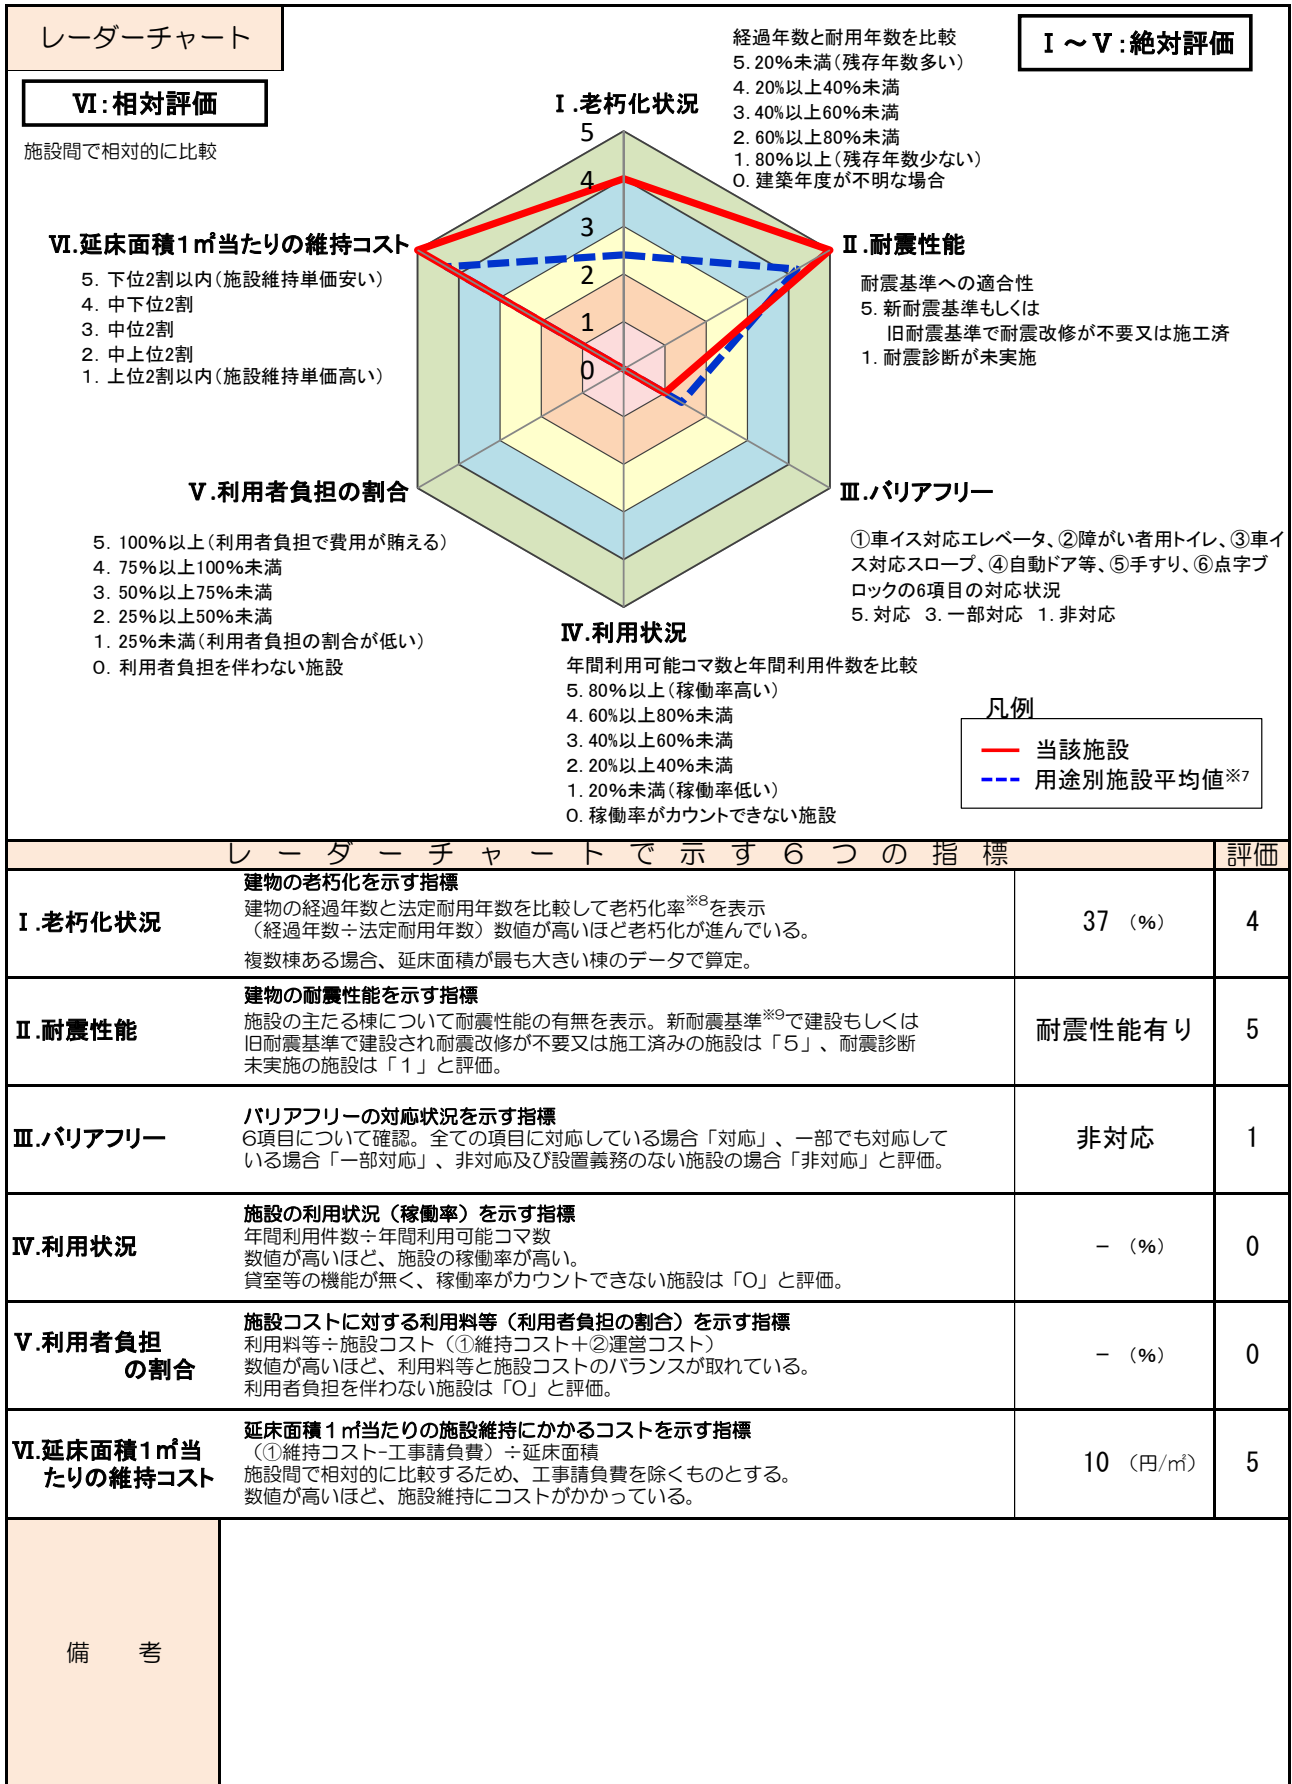 レーダーチャート
Ⅰ～Ⅴ:絶対評価
Ⅵ:相対評価
施設間で相対的に比較
Ⅰ.老朽化状況
経過年数と耐用年数を比較
5.20%未満(残存年数多い)
4.20%以上40%未満
3.40%以上60%未満
2.60%以上80%未満
1.80%以上(残存年数少ない)
0.建築年度が不明な場合
5
4
3
2
1
0
Ⅱ.耐震性能
耐震基準への適合性
5.新耐震基準もしくは
旧耐震基準で耐震改修が不要又は施工済
1.耐震診断が未実施
Ⅵ.延床面積1㎡当たりの維持コスト
5.下位2割以内(施設維持単価安い)
4.中下位2割
3.中位2割
2.中上位2割
1.上位2割以内(施設維持単価高い)
Ⅴ.利用者負担の割合
5.100%以上(利用者負担で費用が賄える)
4.75%以上100%未満
3.50%以上75%未満
2.25%以上50%未満
1.25%未満(利用者負担の割合が低い)
0.利用者負担を伴わない施設
Ⅲ.バリアフリー
①車イス対応エレベータ、②障がい者用トイレ、③車イ
ス対応スロープ、④自動ドア等、⑤手すり、⑥点字ブ
ロックの6項目の対応状況
5.対応 3.一部対応 1.非対応
Ⅳ.利用状況
年間利用可能コマ数と年間利用件数を比較
5.80%以上(稼働率高い)
4.60%以上80%未満
3.40%以上60%未満
2.20%以上40%未満
1.20%未満(稼働率低い)
0.稼働率がカウントできない施設
凡例
当該施設
用途別施設平均値※7
レーダーチャートで示す6つの指標 評価
Ⅰ.老朽化状況
建物の老朽化を示す指標
建物の経過年数と法定耐用年数を比較して老朽化率※8を表示
(経過年数÷法定耐用年数)数値が高いほど老朽化が進んでいる。
複数棟ある場合、延床面積が最も大きい棟のデータで算定。
37 (%) 4
Ⅱ.耐震性能
建物の耐震性能を示す指標
施設の主たる棟について耐震性能の有無を表示。新耐震基準※9で建設もしくは
旧耐震基準で建設され耐震改修が不要又は施工済みの施設は「5」、耐震診断
未実施の施設は「1」と評価。
耐震性能有り 5
Ⅲ.バリアフリー
バリアフリーの対応状況を示す指標
6項目について確認。全ての項目に対応している場合「対応」、一部でも対応して
いる場合「一部対応」、非対応及び設置義務のない施設の場合「非対応」と評価。
非対応 1
Ⅳ.利用状況
施設の利用状況(稼働率)を示す指標
年間利用件数÷年間利用可能コマ数
数値が高いほど、施設の稼働率が高い。
貸室等の機能が無く、稼働率がカウントできない施設は「0」と評価。
- (%) 0
Ⅴ.利用者負担
の割合
施設コストに対する利用料等(利用者負担の割合)を示す指標
利用料等÷施設コスト(①維持コスト+②運営コスト)
数値が高いほど、利用料等と施設コストのバランスが取れている。
利用者負担を伴わない施設は「0」と評価。
- (%) 0
Ⅵ.延床面積1㎡当
たりの維持コスト
延床面積1㎡当たりの施設維持にかかるコストを示す指標
(①維持コスト-工事請負費)÷延床面積
施設間で相対的に比較するため、工事請負費を除くものとする。
数値が高いほど、施設維持にコストがかかっている。
10 (円/㎡) 5
備 考